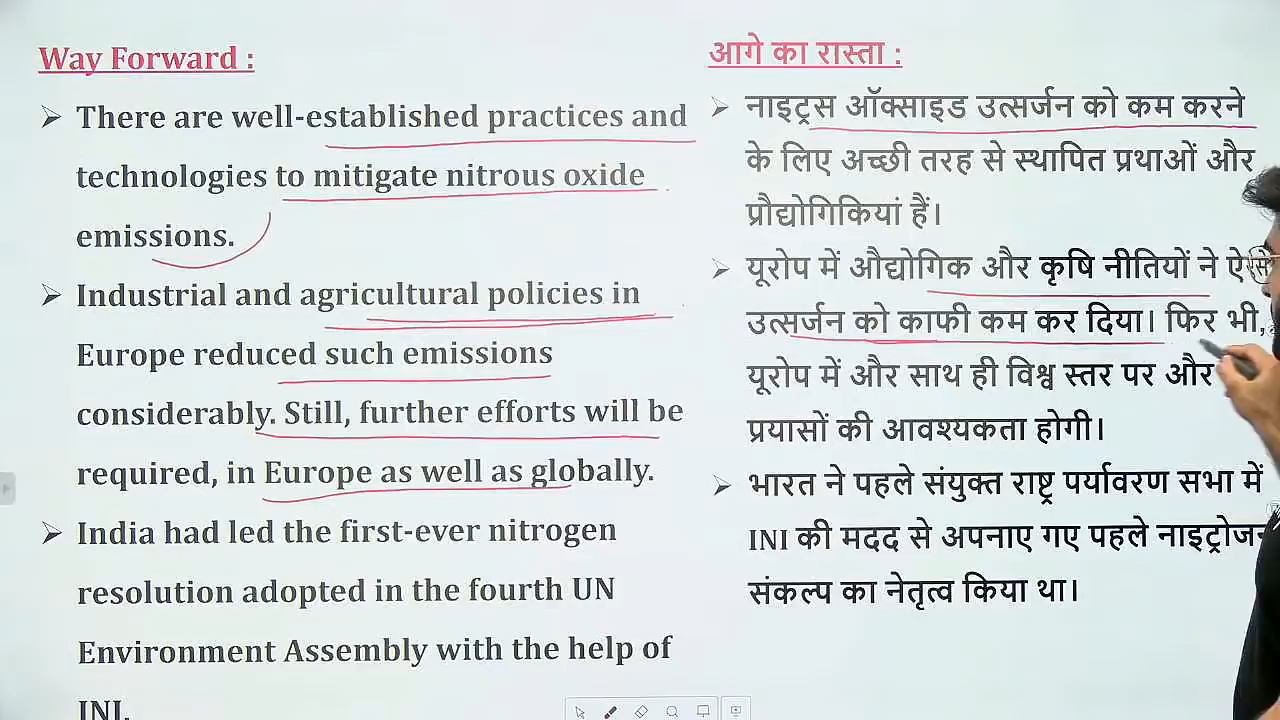 Way Forward :
There are well-established practices and
technologies to mitigate nitrous oxide
emissions.
Industrial and agricultural policies in
Europe reduced such emissions
considerably. Still, further efforts will be
required, in Europe as well as globally.
India had led the first-ever nitrogen
resolution adopted in the fourth UN
Environment Assembly with the help of
INI.
आगे का रास्ता :
नाइट्रस ऑक्साइड उत्सर्जन को कम करने
के लिए अच्छी तरह से स्थापित प्रथाओं और
प्रौद्योगिकियां हैं।
यूरोप में औद्योगिक और कृषि नीतियों ने
उत्सर्जन को काफी कम कर दिया। फिर भी,
यूरोप में और साथ ही विश्व स्तर पर और
प्रयासों की आवश्यकता होगी।
भारत ने पहले संयुक्त राष्ट्र पर्यावरण सभा में
INI की मदद से अपनाए गए पहले नाइट्रोजन
संकल्प का नेतृत्व किया था।